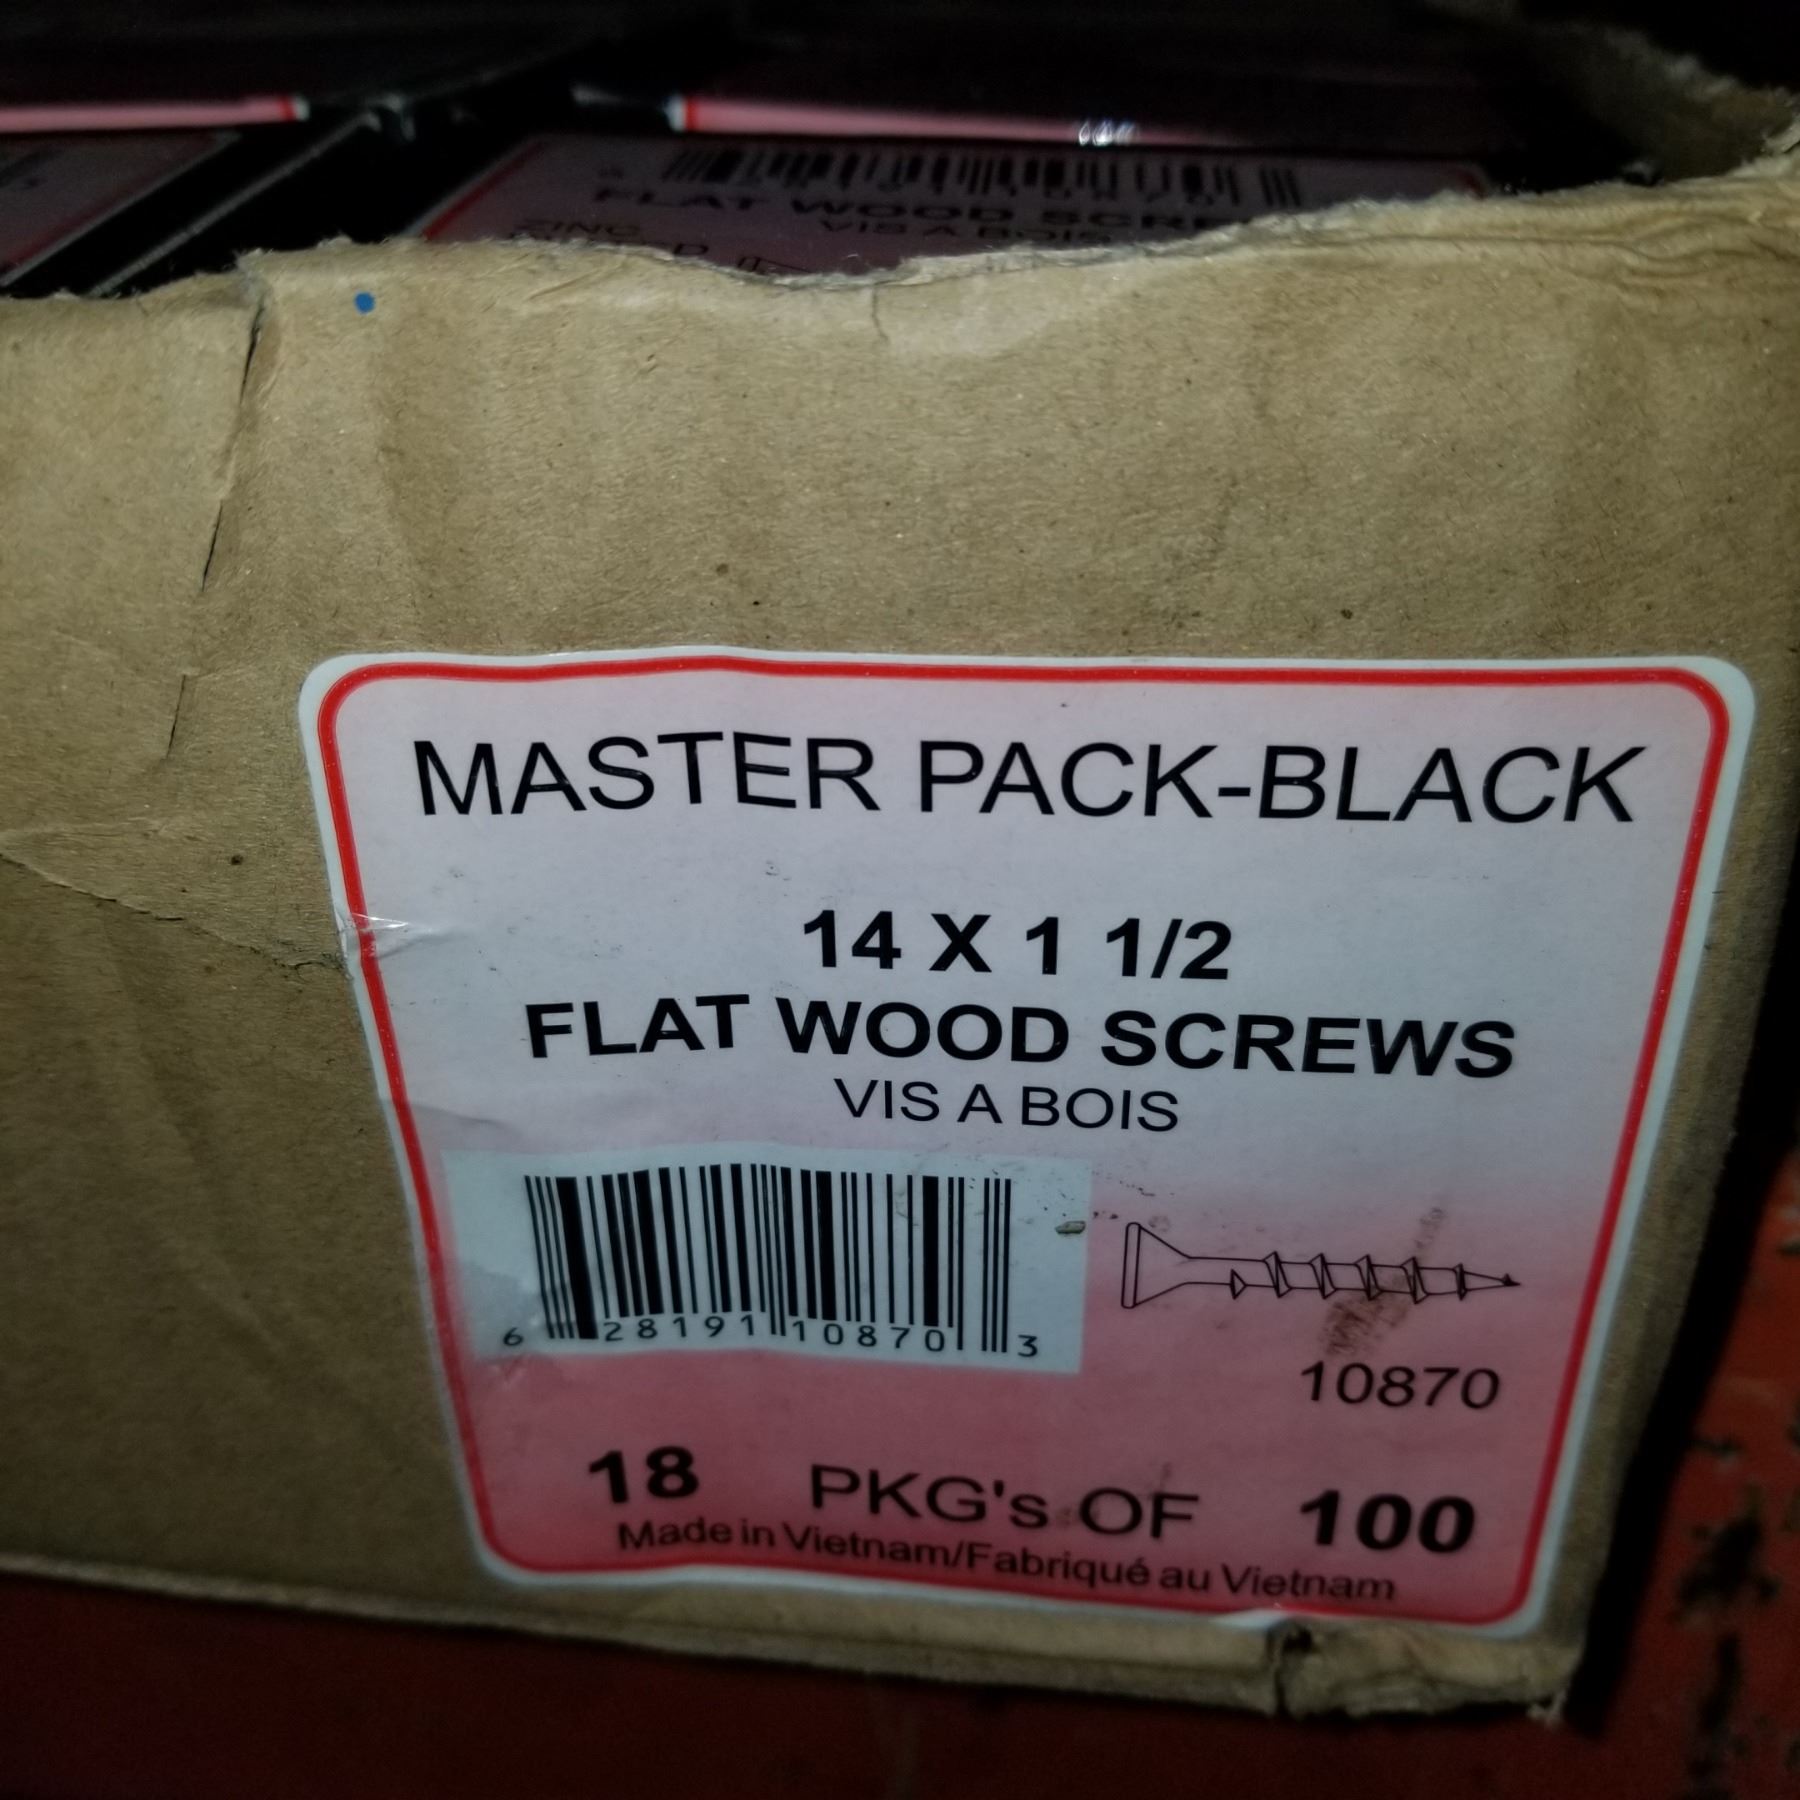 FLAT WOOD
VIS A BOIS
ZINC
MASTER PACK-BLACK
14 X 1 1/2
FLAT WOOD SCREWS
VIS A BOIS
6 28191 10870 3
10870
18 PKG's OF 100
Made in Vietnam/Fabriqué au Vietnam